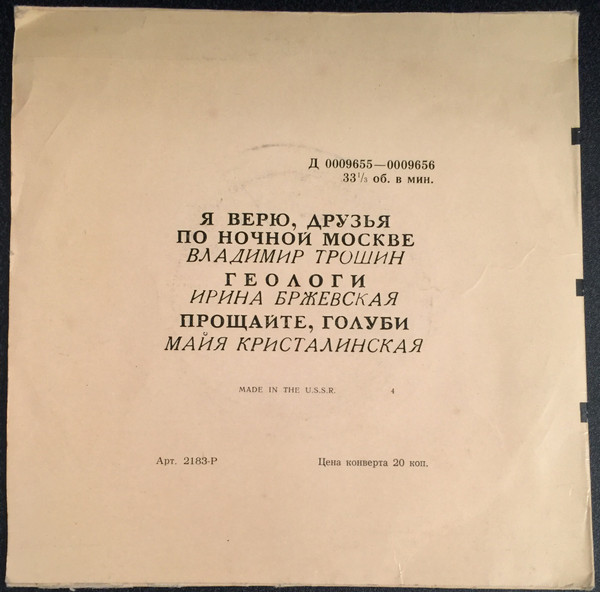 Д 0009655—0009656
33⅓ об. в мин.
Я ВЕРЮ, ДРУЗЬЯ
ПО НОЧНОЙ МОСКВЕ
ВЛАДИМИР ТРОШИН
ГЕОЛОГИ
ИРИНА БРЖЕВСКАЯ
ПРОЩАЙТЕ, ГОЛУБИ
МАЙЯ КРИСТАЛИНСКАЯ
MADE IN THE U.S.S.R. 4
Арт. 2183-Р Цена конверта 20 коп.